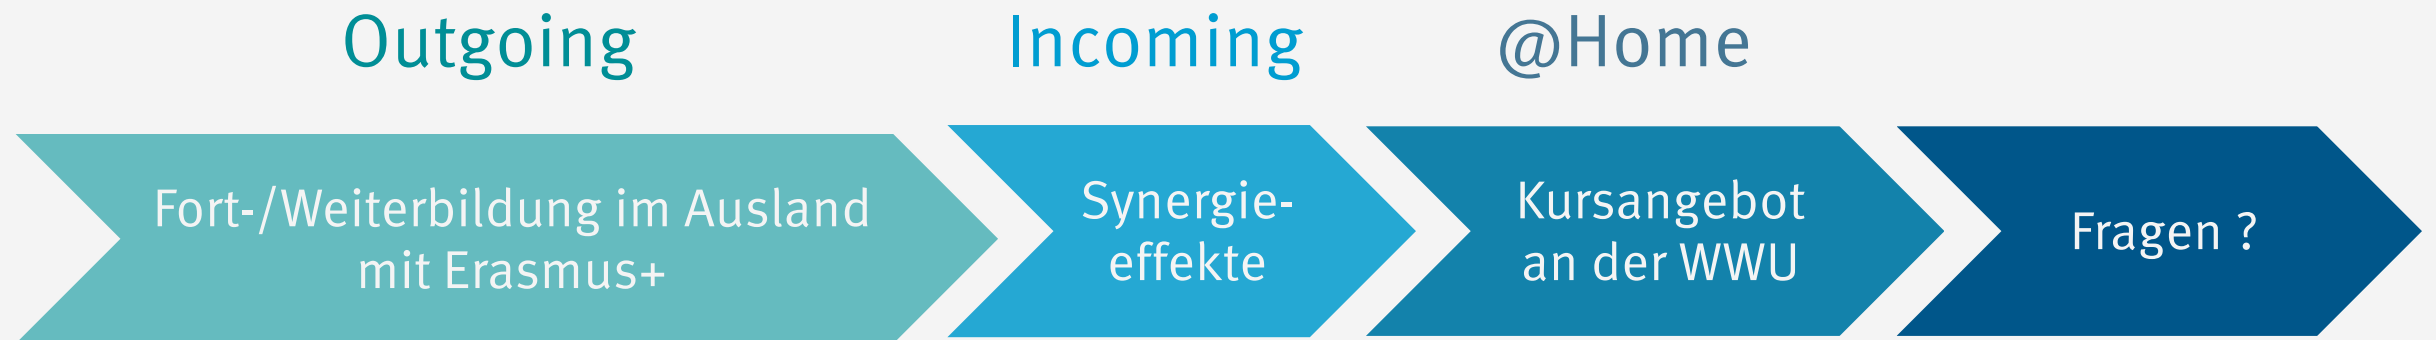 Outgoing
Incoming
@Home
Fort-/Weiterbildung im Ausland
mit Erasmus+
Synergie-
effekte
Kursangebot
an der WWU
Fragen ?